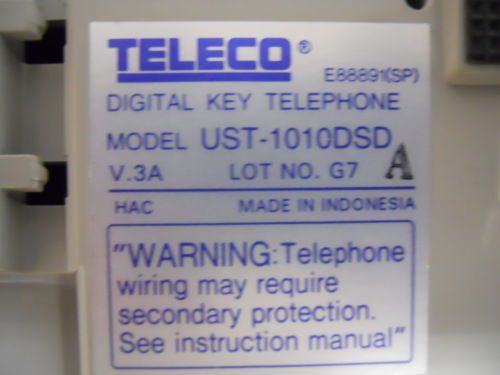 TELECO®
E88891(SP)
DIGITAL KEY TELEPHONE
MODEL UST-1010DSD
V.3A LOT NO. G7 A
HAC MADE IN INDONESIA
"WARNING: Telephone
wiring may require
secondary protection.
See instruction manual"